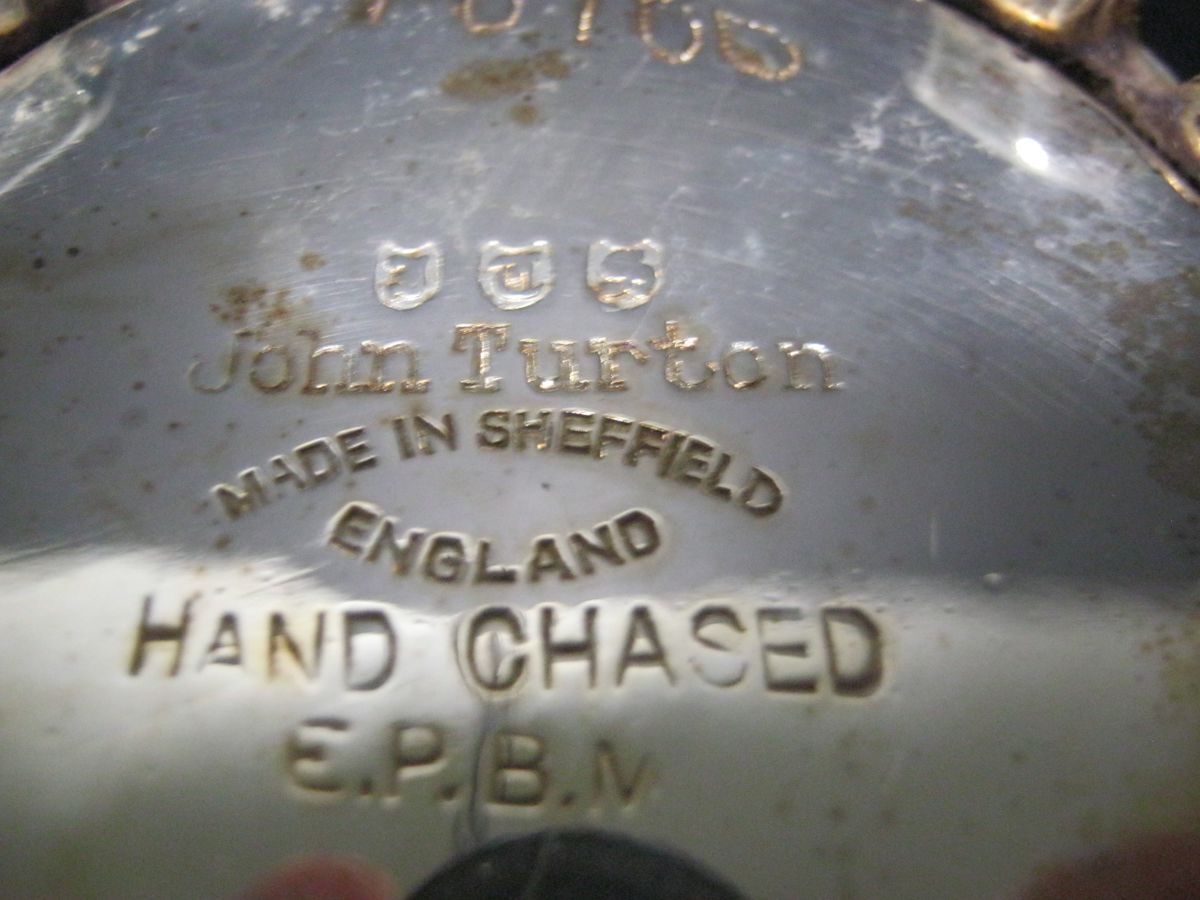 J T S
John Turton
MADE IN SHEFFIELD
ENGLAND
HAND CHASED
E.P.B.M